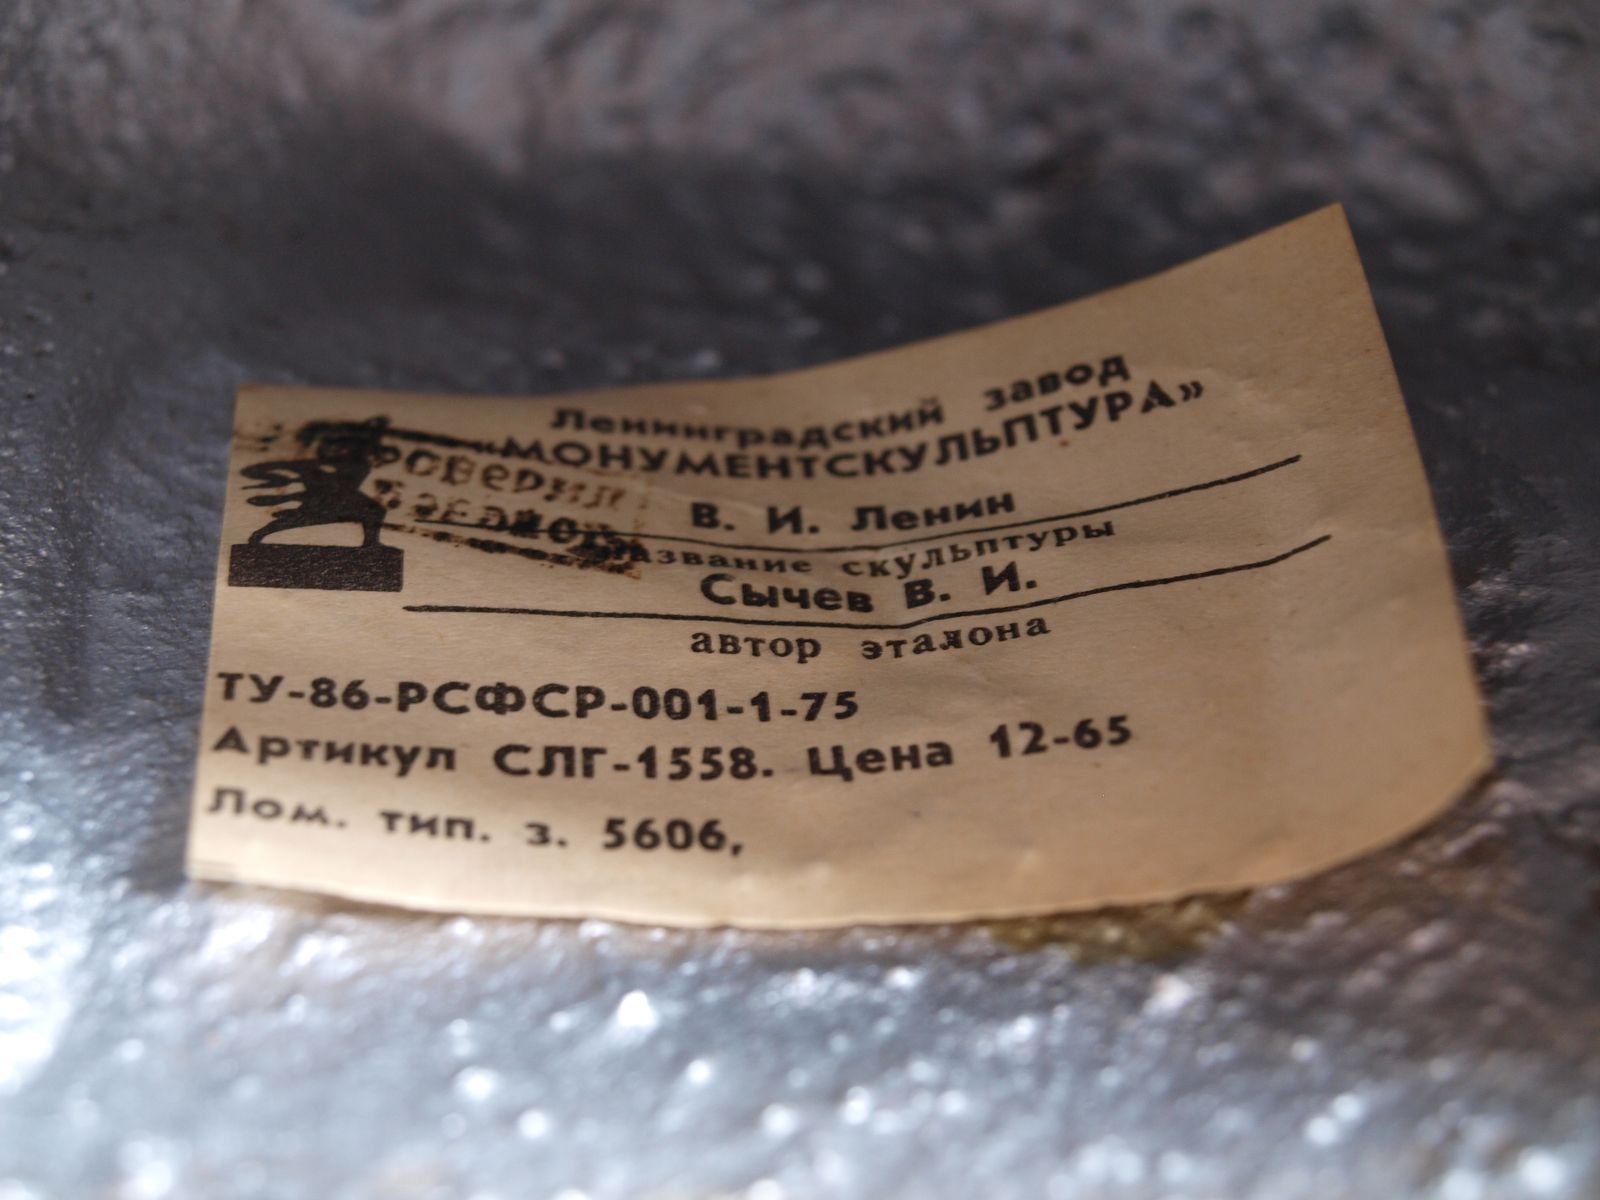 Ленинградский завод
«МОНУМЕНТСКУЛЬПТУРА»
В. И. Ленин
название скульптуры
Сычев В. И.
автор эталона
ТУ-86-РСФСР-001-1-75
Артикул СЛГ-1558. Цена 12-65
Лом. тип. з. 5606,